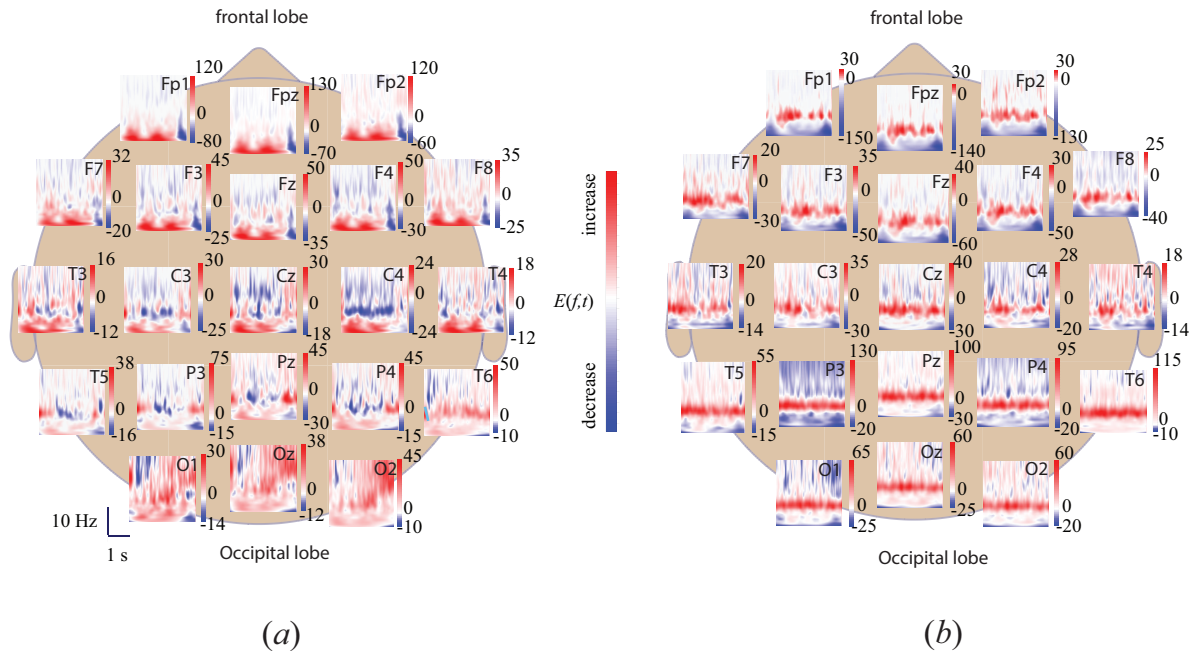 frontal lobe
Fp1 120 0 -80
Fpz 130 0 -70
Fp2 120 0 -60
F7 32 0 -20
F3 45 0 -25
Fz 50 0 -35
F4 50 0 -30
F8 35 0 -25
T3 16 0 -12
C3 30 0 -25
Cz 30 0 -18
C4 24 0 -24
T4 18 0 -12
T5 38 0 -16
P3 75 0 -15
Pz 45 0 -30
P4 45 0 -15
T6 50 0 -10
O1 30 0 -14
Oz 38 0 -12
O2 45 0 -10
10 Hz
1 s
Occipital lobe
(a)
increase
E(f,t)
decrease
frontal lobe
Fp1 30 0 -150
Fpz 30 0 -140
Fp2 30 0 -130
F7 20 0 -30
F3 35 0 -50
Fz 40 0 -60
F4 30 0 -50
F8 25 0 -40
T3 20 0 -14
C3 35 0 -30
Cz 40 0 -30
C4 28 0 -20
T4 18 0 -14
T5 55 0 -15
P3 130 0 -20
Pz 100 0 -30
P4 95 0 -20
T6 115 0 -10
O1 65 0 -25
Oz 60 0 -25
O2 60 0 -20
Occipital lobe
(b)